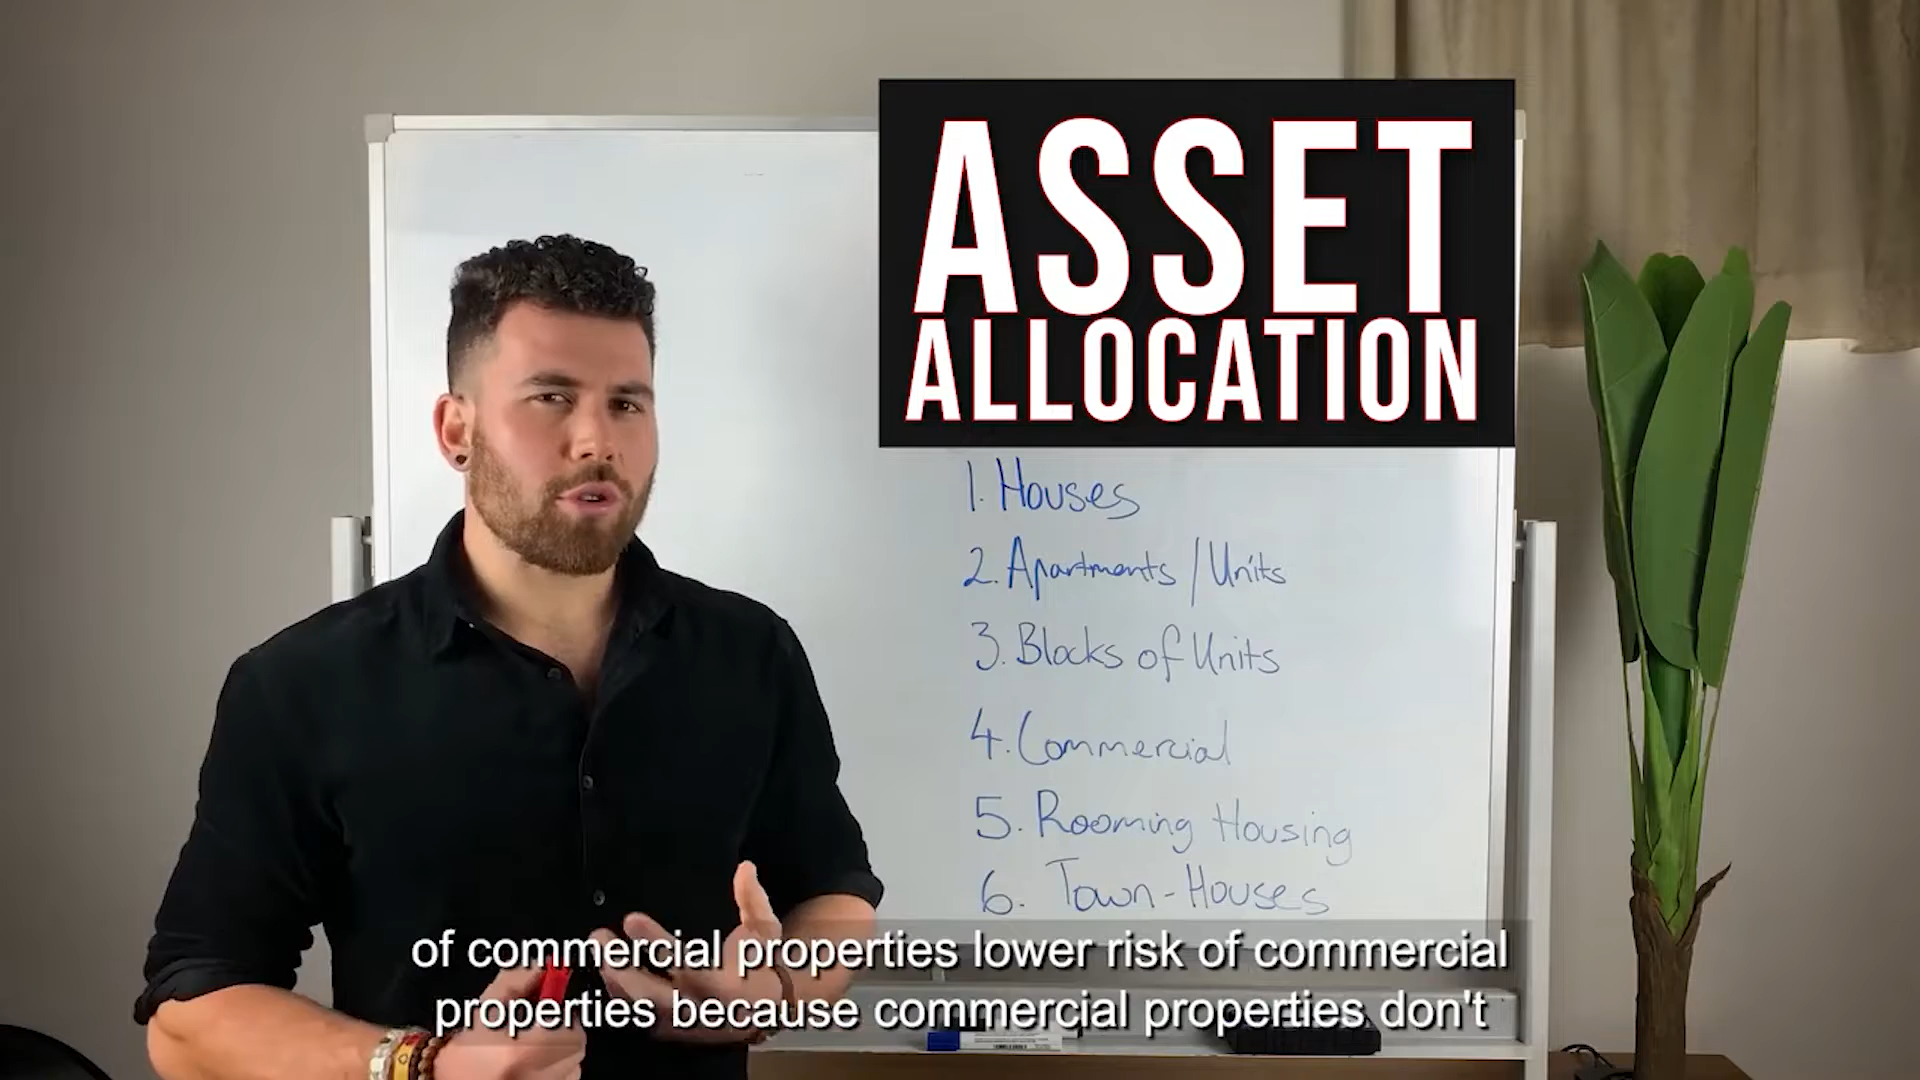 ASSET
ALLOCATION
1. Houses
2. Apartments / Units
3. Blocks of Units
4. Commercial
5. Rooming Housing
6. Town-Houses
of commercial properties lower risk of commercial
properties because commercial properties don't